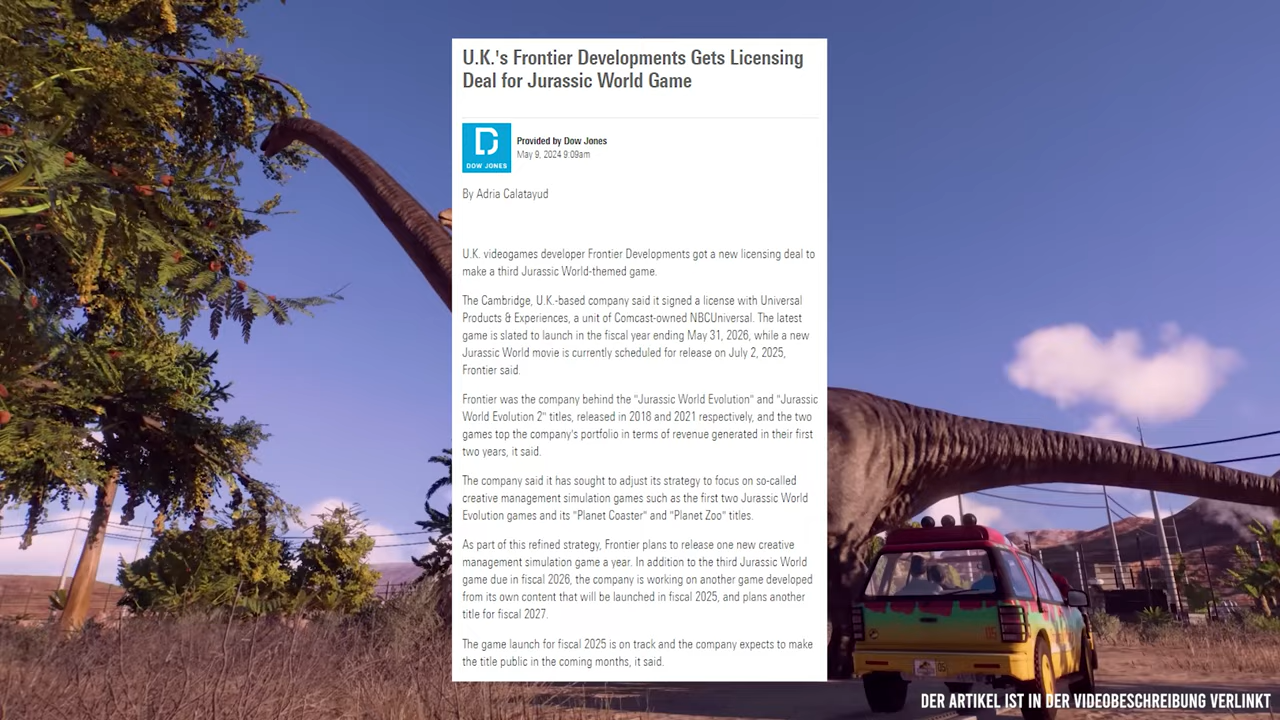 U.K.'s Frontier Developments Gets Licensing
Deal for Jurassic World Game
DOW JONES
Provided by Dow Jones
May 9, 2024 9:09am
By Adria Calatayud
U.K. videogames developer Frontier Developments got a new licensing deal to
make a third Jurassic World-themed game.
The Cambridge, U.K.-based company said it signed a license with Universal
Products & Experiences, a unit of Comcast-owned NBCUniversal. The latest
game is slated to launch in the fiscal year ending May 31, 2026, while a new
Jurassic World movie is currently scheduled for release on July 2, 2025,
Frontier said.
Frontier was the company behind the "Jurassic World Evolution" and "Jurassic
World Evolution 2" titles, released in 2018 and 2021 respectively, and the two
games top the company's portfolio in terms of revenue generated in their first
two years, it said.
The company said it has sought to adjust its strategy to focus on so-called
creative management simulation games such as the first two Jurassic World
Evolution games and its "Planet Coaster" and "Planet Zoo" titles.
As part of this refined strategy, Frontier plans to release one new creative
management simulation game a year. In addition to the third Jurassic World
game due in fiscal 2026, the company is working on another game developed
from its own content that will be launched in fiscal 2025, and plans another
title for fiscal 2027.
The game launch for fiscal 2025 is on track and the company expects to make
the title public in the coming months, it said.
05
DER ARTIKEL IST IN DER VIDEOBESCHREIBUNG VERLINKT